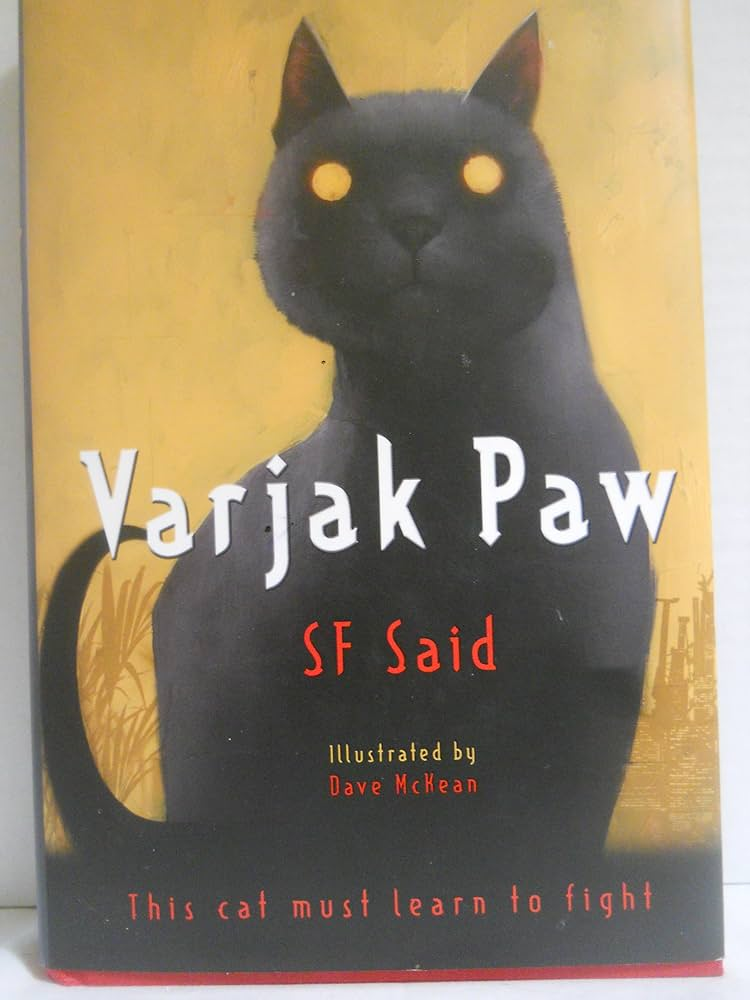 Varjak Paw
SF Said
Illustrated by
Dave McKean
This cat must learn to fight